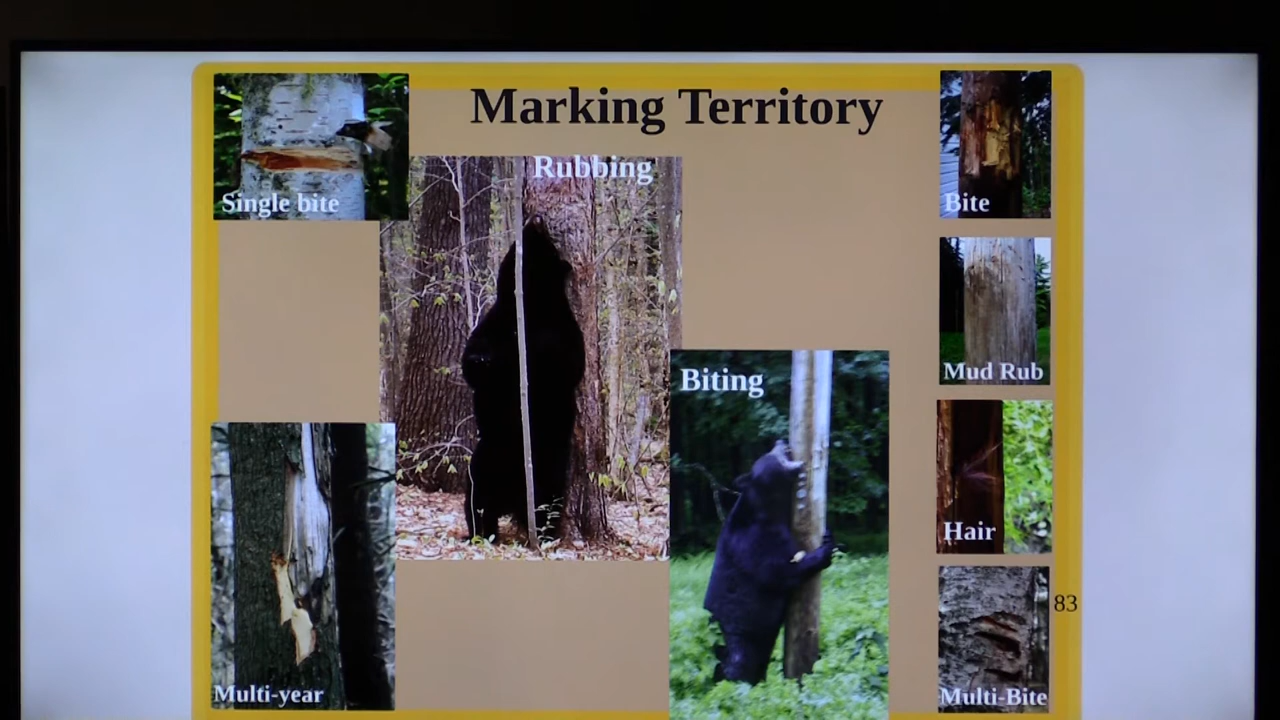 Marking Territory
Single bite
Rubbing
Bite
Biting
Mud Rub
Hair
83
Multi-year
Multi-Bite